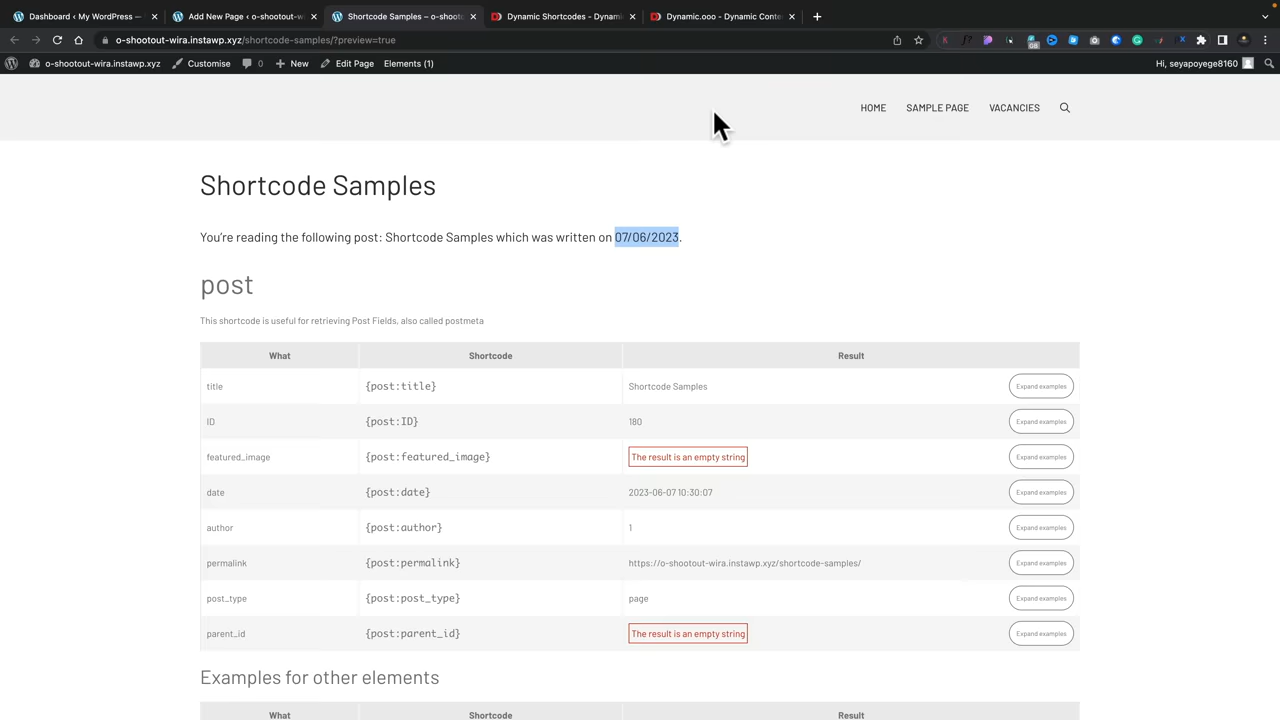 Dashboard ‹ My WordPress —
Add New Page ‹ o-shootout-w
Shortcode Samples – o-shoote
Dynamic Shortcodes - Dynam
Dynamic.ooo - Dynamic Conte
o-shootout-wira.instawp.xyz/shortcode-samples/?preview=true
o-shootout-wira.instawp.xyz
Customise
0
New
Edit Page
Elements (1)
Hi, seyapoyege8160
HOME
SAMPLE PAGE
VACANCIES
Shortcode Samples
You're reading the following post: Shortcode Samples which was written on 07/06/2023.
post
This shortcode is useful for retrieving Post Fields, also called postmeta
What Shortcode Result
title {post:title} Shortcode Samples Expand examples
ID {post:ID} 180 Expand examples
featured_image {post:featured_image} The result is an empty string Expand examples
date {post:date} 2023-06-07 10:30:07 Expand examples
author {post:author} 1 Expand examples
permalink {post:permalink} https://o-shootout-wira.instawp.xyz/shortcode-samples/ Expand examples
post_type {post:post_type} page Expand examples
parent_id {post:parent_id} The result is an empty string Expand examples
Examples for other elements
What Shortcode Result